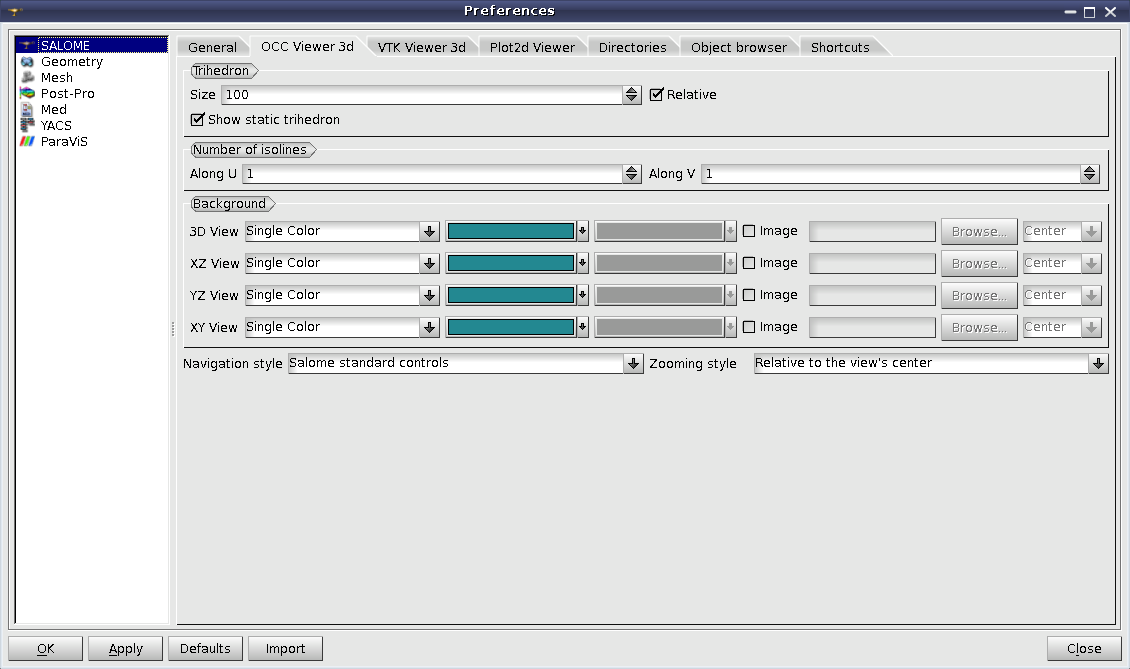 Preferences
SALOME
Geometry
Mesh
Post-Pro
Med
YACS
ParaViS
General OCC Viewer 3d VTK Viewer 3d Plot2d Viewer Directories Object browser Shortcuts
Trihedron
Size 100 Relative
Show static trihedron
Number of isolines
Along U 1 Along V 1
Background
3D View Single Color Image Browse... Center
XZ View Single Color Image Browse... Center
YZ View Single Color Image Browse... Center
XY View Single Color Image Browse... Center
Navigation style Salome standard controls Zooming style Relative to the view's center
OK Apply Defaults Import Close